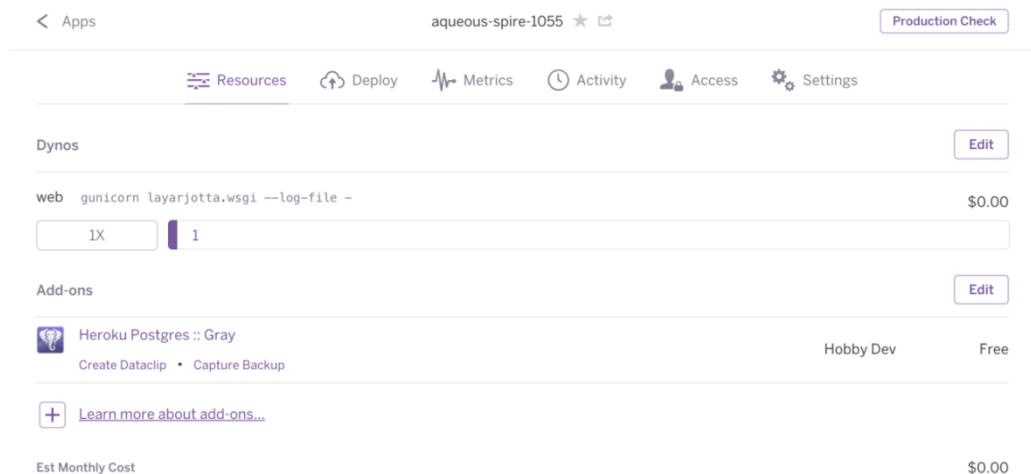 Apps aqueous-spire-1055 Production Check
Resources Deploy Metrics Activity Access Settings
Dynos Edit
web gunicorn layarjotta.wsgi --log-file - $0.00
1X 1
Add-ons Edit
Heroku Postgres :: Gray
Hobby Dev Free
Create Dataclip • Capture Backup
+ Learn more about add-ons...
Est Monthly Cost $0.00